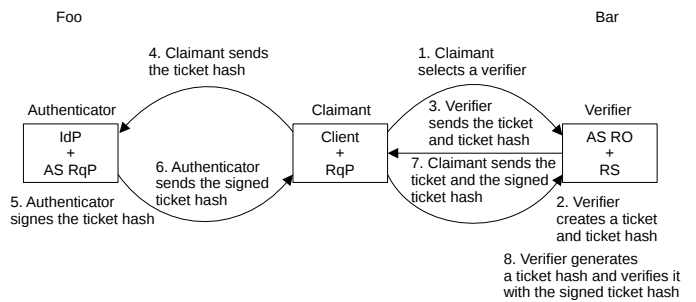 Foo
Bar
4. Claimant sends
the ticket hash
1. Claimant
selects a verifier
Authenticator
Claimant
Verifier
3. Verifier
sends the ticket
and ticket hash
IdP
+
AS RqP
Client
+
RqP
AS RO
+
RS
6. Authenticator
sends the signed
ticket hash
7. Claimant sends the
ticket and the signed
ticket hash
5. Authenticator
signes the ticket hash
2. Verifier
creates a ticket
and ticket hash
8. Verifier generates
a ticket hash and verifies it
with the signed ticket hash